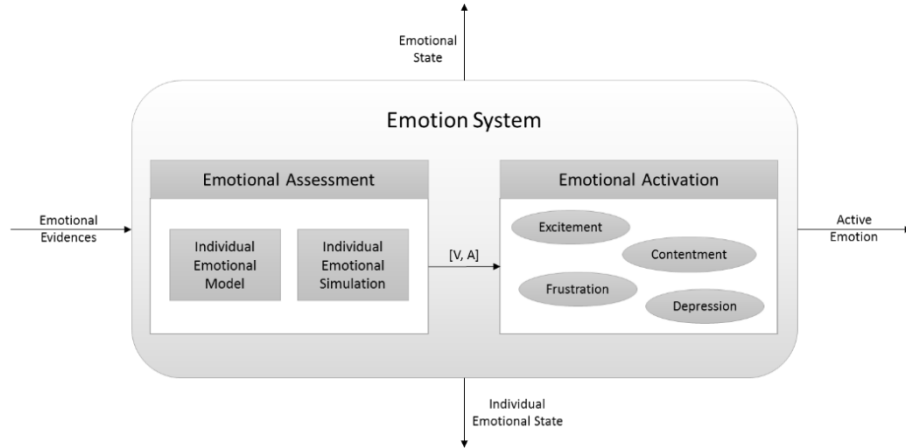 Emotional
State
Emotion System
Emotional Assessment
Emotional Activation
Emotional
Evidences
Individual
Emotional
Model
Individual
Emotional
Simulation
[V, A]
Excitement
Contentment
Frustration
Depression
Active
Emotion
Individual
Emotional State